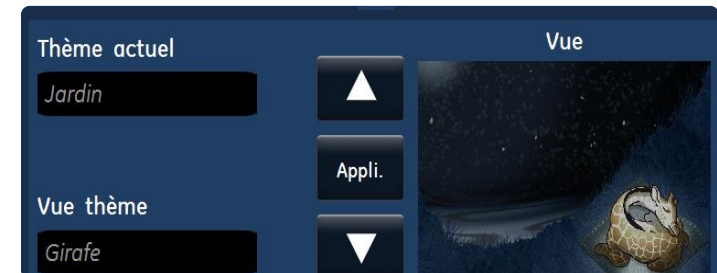 Thème actuel
Jardin
Appli.
Vue thème
Girafe
Vue